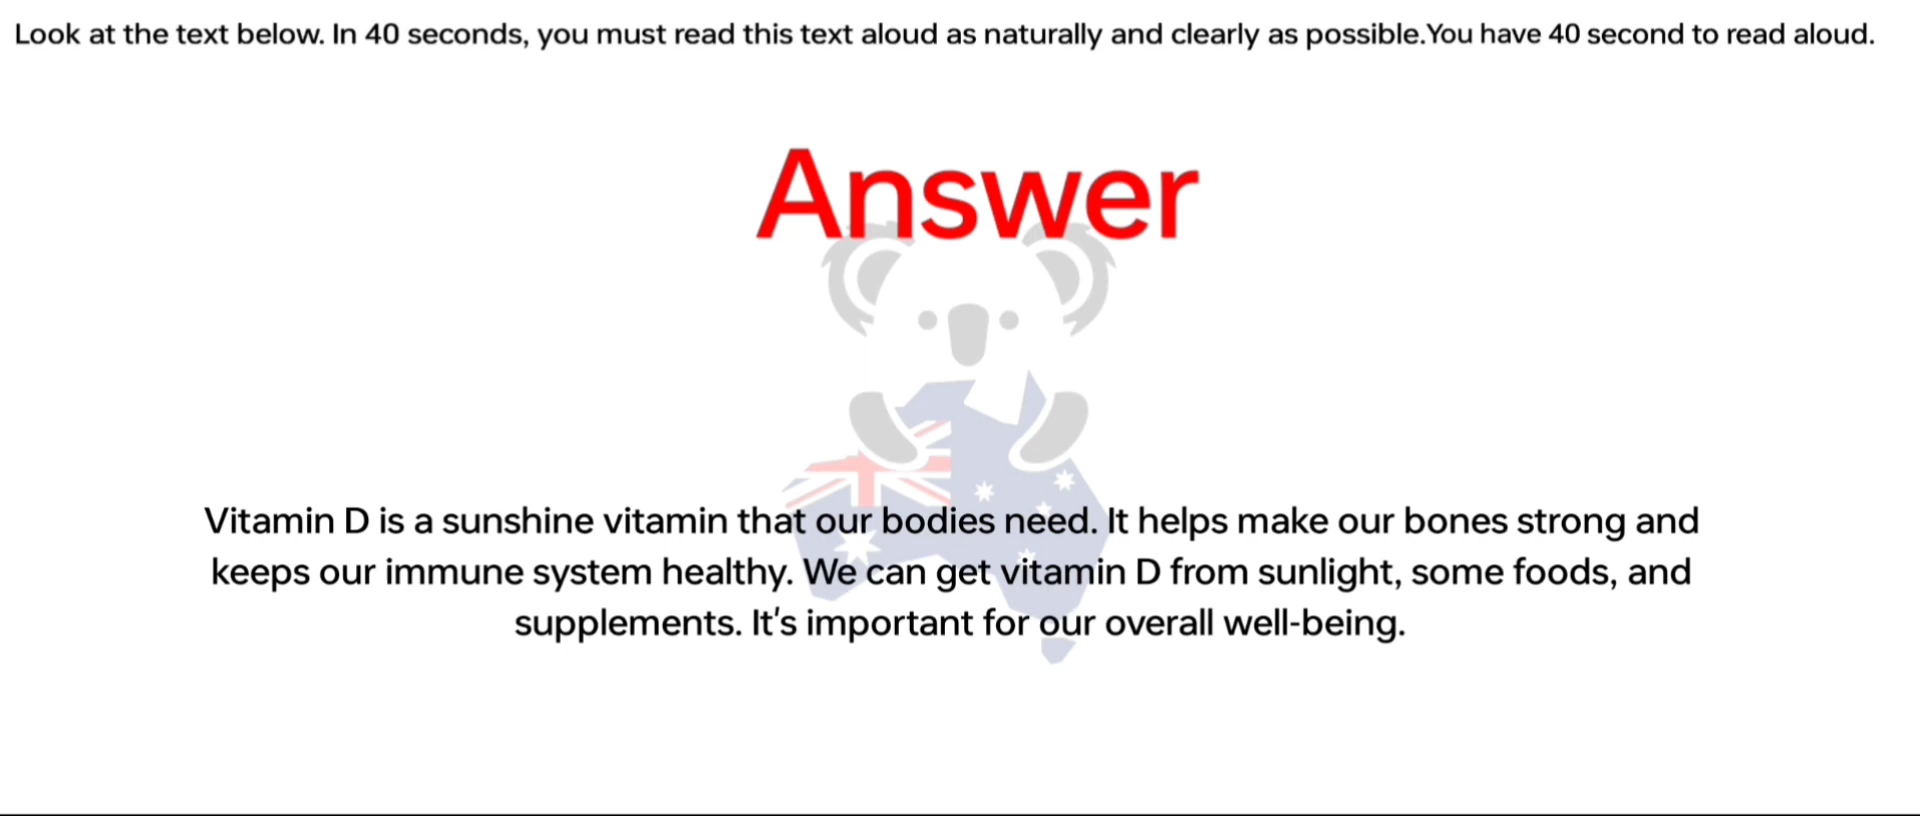 Look at the text below. In 40 seconds, you must read this text aloud as naturally and clearly as possible.You have 40 second to read aloud.
Answer
Vitamin D is a sunshine vitamin that our bodies need. It helps make our bones strong and
keeps our immune system healthy. We can get vitamin D from sunlight, some foods, and
supplements. It's important for our overall well-being.